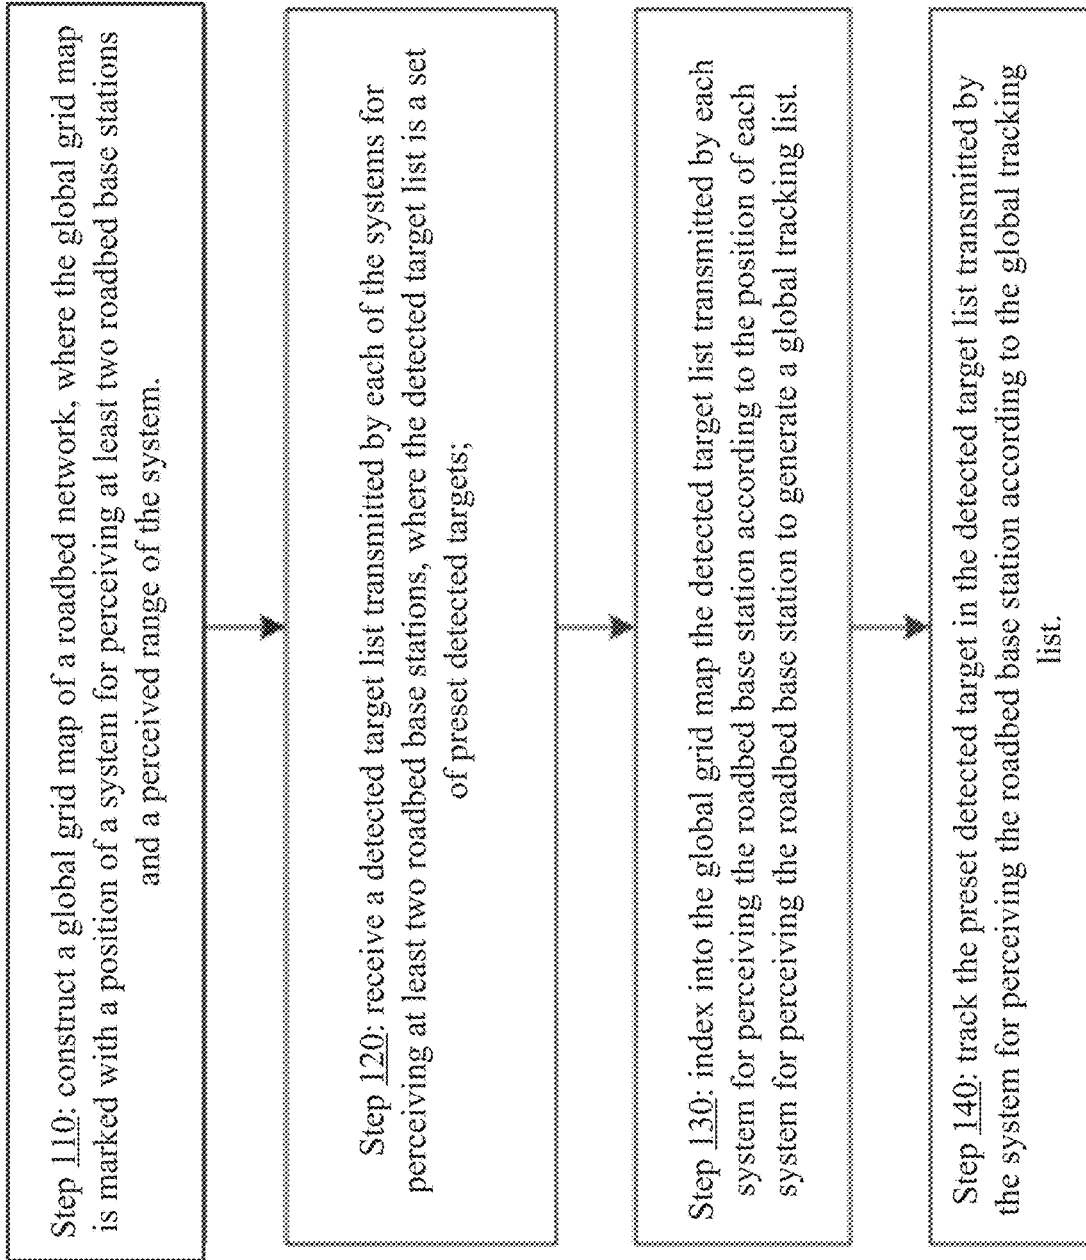 Step 110: construct a global grid map of a roadbed network, where the global grid map
is marked with a position of a system for perceiving at least two roadbed base stations
and a perceived range of the system.
Step 120: receive a detected target list transmitted by each of the systems for
perceiving at least two roadbed base stations, where the detected target list is a set
of preset detected targets;
Step 130: index into the global grid map the detected target list transmitted by each
system for perceiving the roadbed base station according to the position of each
system for perceiving the roadbed base station to generate a global tracking list.
Step 140: track the preset detected target in the detected target list transmitted by
the system for perceiving the roadbed base station according to the global tracking
list.